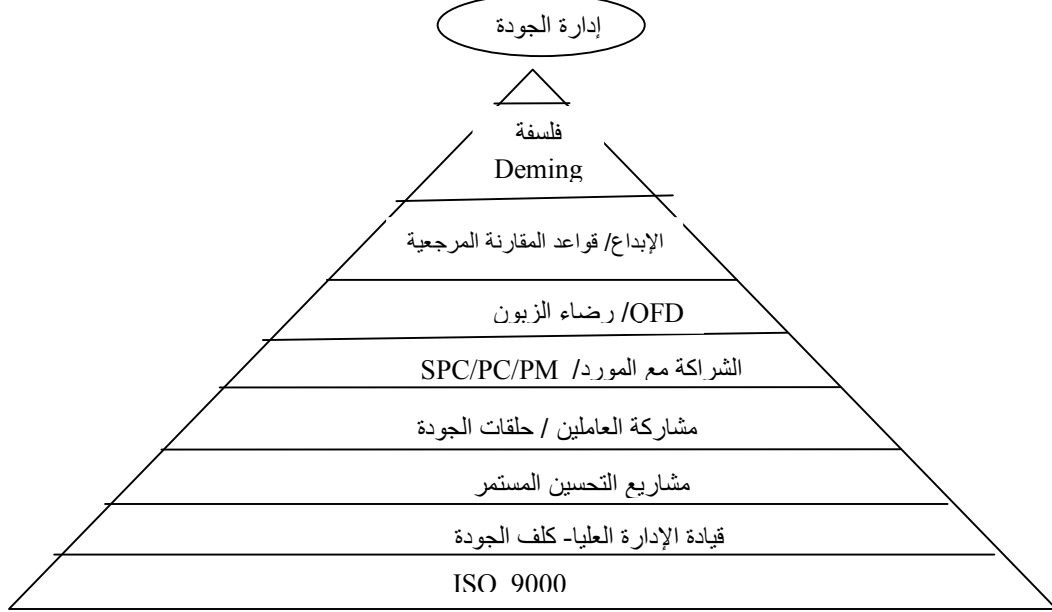 إدارة الجودة
فلسفة
Deming
الإبداع/ قواعد المقارنة المرجعية
QFD/ رضاء الزبون
الشراكة مع المورد/ SPC/PC/PM
مشاركة العاملين / حلقات الجودة
مشاريع التحسين المستمر
قيادة الإدارة العليا- كلف الجودة
ISO 9000